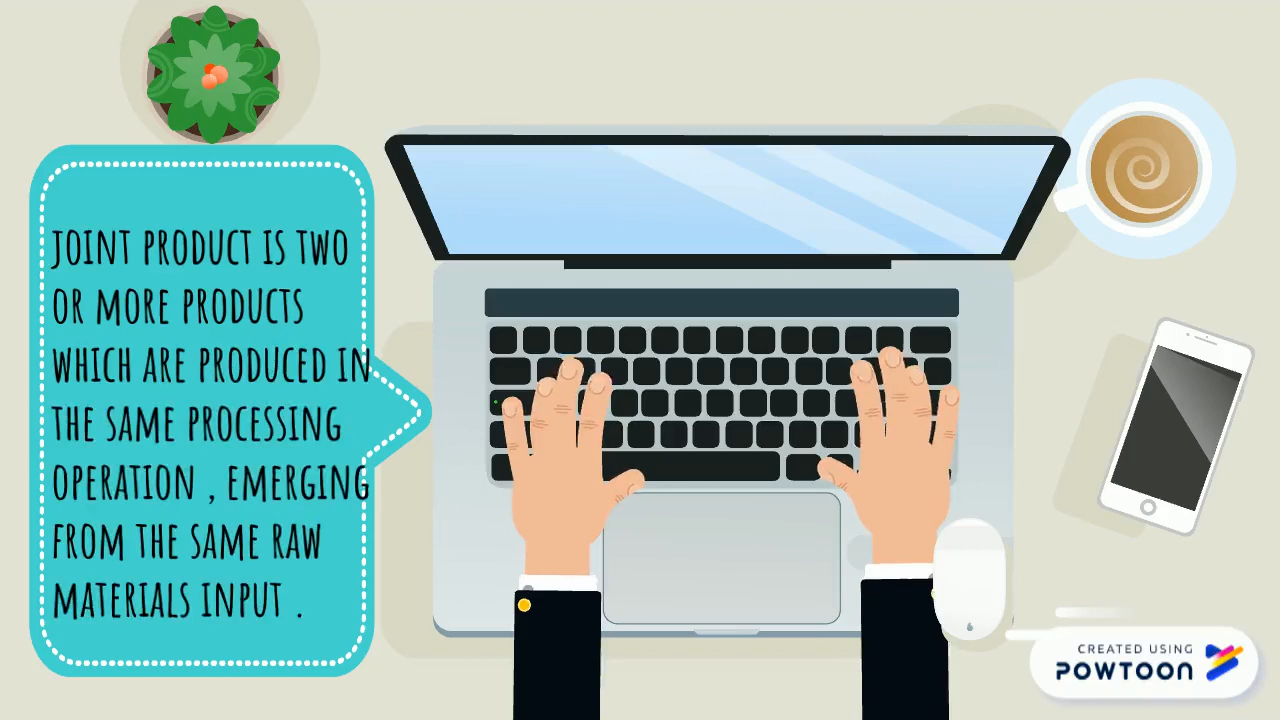 JOINT PRODUCT IS TWO
OR MORE PRODUCTS
WHICH ARE PRODUCED IN
THE SAME PROCESSING
OPERATION , EMERGING
FROM THE SAME RAW
MATERIALS INPUT .
CREATED USING
POWTOON